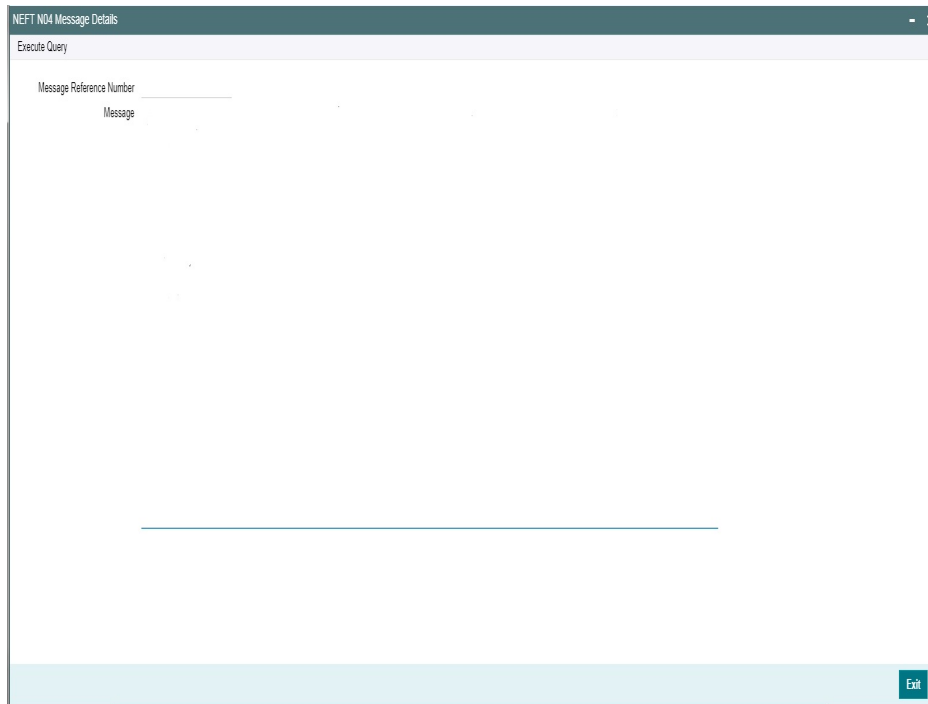 NEFT N04 Message Details
Execute Query
Message Reference Number
Message
Exit